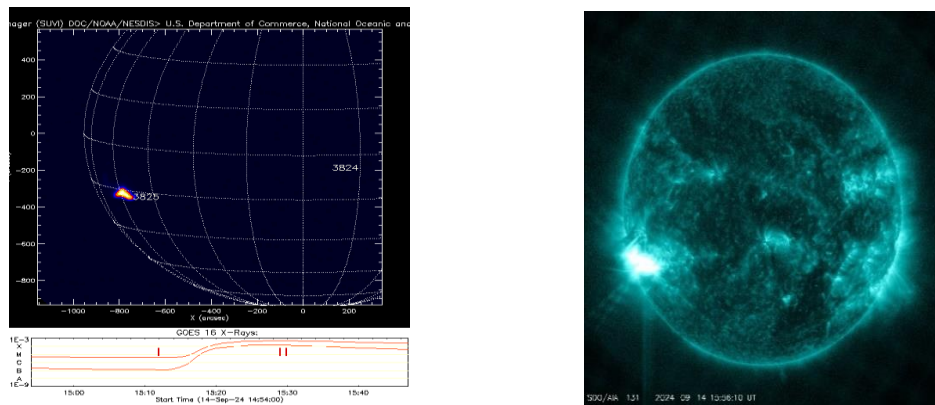 ager (SUVI) DOC/NOAA/NESDIS> U.S. Department of Commerce, National Oceanic and
400
200
0
-200
-400
-600
-800
3824
3825
-1000
-800
-600
-400
-200
0
200
X (arcsecs)
GOES 16 X-Rays:
1E-3
X
M
C
B
A
1E-9
15:00
15:10
15:20
15:30
15:40
Start Time (14-Sep-24 14:54:00)
SDO/AIA 131 2024 09 14 15:56:10 UT